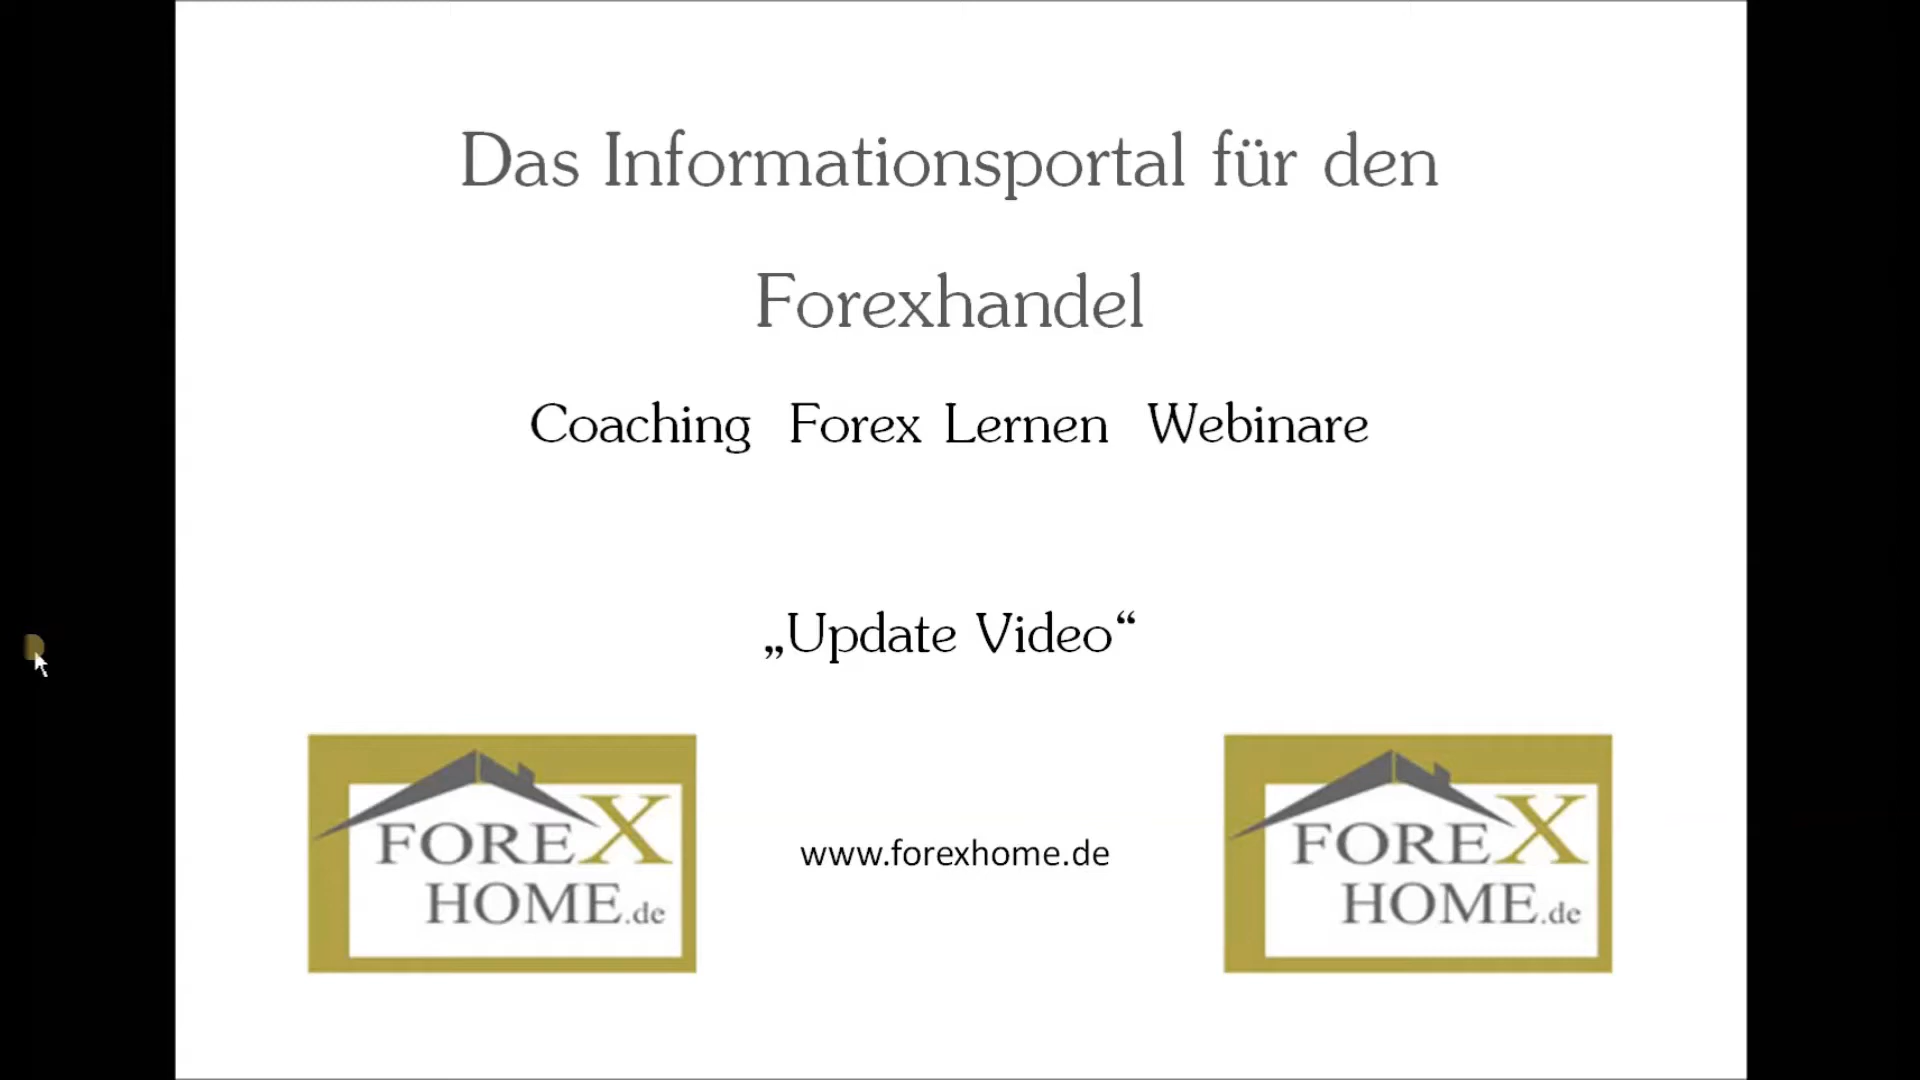 Das Informationsportal für den
Forexhandel
Coaching Forex Lernen Webinare
„Update Video“
FOREX
HOME.de
www.forexhome.de
FOREX
HOME.de